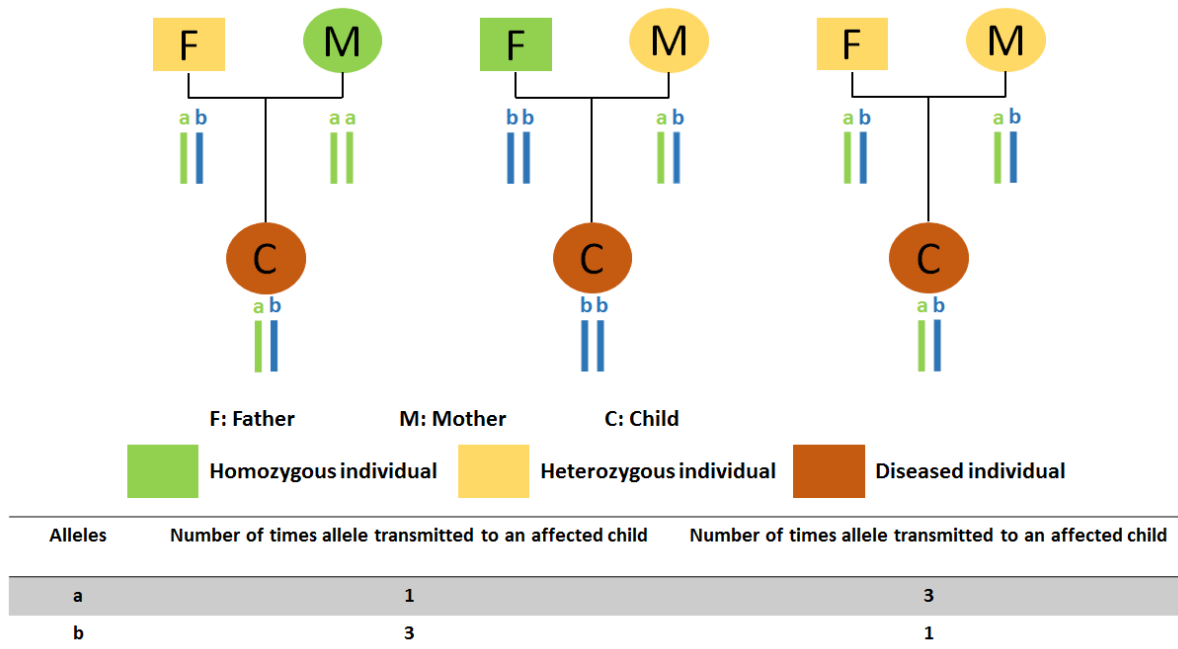 F M F M F M
a b a a b b a b a b a b
C C C
a b b b a b
F: Father M: Mother C: Child
Homozygous individual Heterozygous individual Diseased individual
Alleles Number of times allele transmitted to an affected child Number of times allele transmitted to an affected child
a 1 3
b 3 1